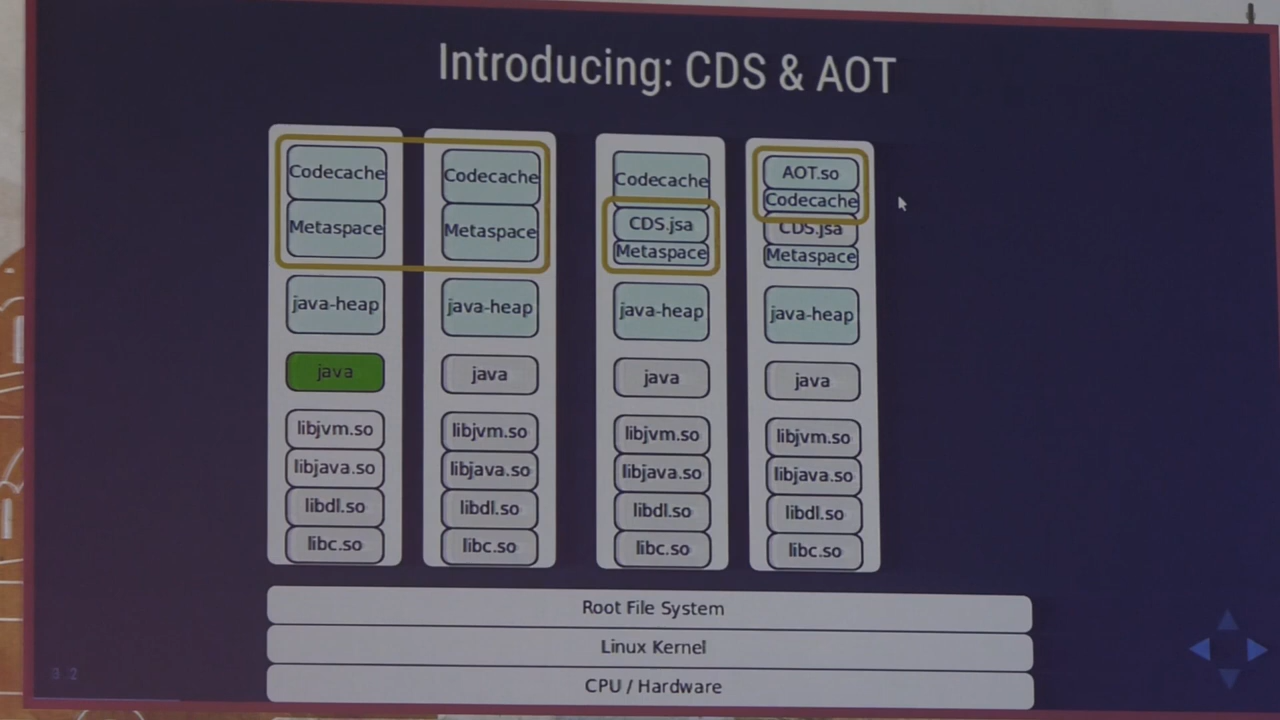 Introducing: CDS & AOT
Codecache
Metaspace
java-heap
java
libjvm.so
libjava.so
libdl.so
libc.so
Codecache
Metaspace
java-heap
java
libjvm.so
libjava.so
libdl.so
libc.so
Codecache
CDS.jsa
Metaspace
java-heap
java
libjvm.so
libjava.so
libdl.so
libc.so
AOT.so
Codecache
CDS.jsa
Metaspace
java-heap
java
libjvm.so
libjava.so
libdl.so
libc.so
Root File System
Linux Kernel
CPU / Hardware
3.2